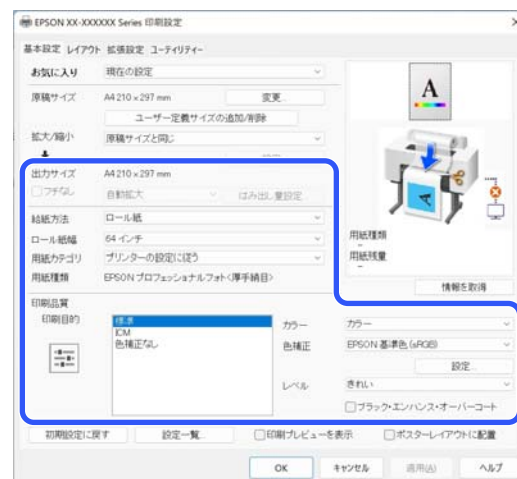 EPSON XX-XXXXXX Series 印刷設定
基本設定 レイアウト 拡張設定 ユーティリティー
お気に入り 現在の設定
原稿サイズ A4 210 x 297 mm 変更...
ユーザー定義サイズの追加/削除
拡大/縮小 原稿サイズと同じ
出力サイズ A4 210 x 297 mm
フチなし 自動拡大 はみ出し量設定...
給紙方法 ロール紙
ロール紙幅 64 インチ
用紙カテゴリ プリンターの設定に従う
用紙種類 EPSON プロフェッショナルフォト<厚手絹目>
A
A
用紙種類
-
用紙残量
-
情報を取得
印刷品質
印刷目的 標準
ICM
色補正なし
カラー カラー
色補正 EPSON 基準色 (sRGB)
設定...
レベル きれい
ブラック・エンハンス・オーバーコート
初期設定に戻す 設定一覧... 印刷プレビューを表示 ポスターレイアウトに配置
OK キャンセル 適用(A) ヘルプ